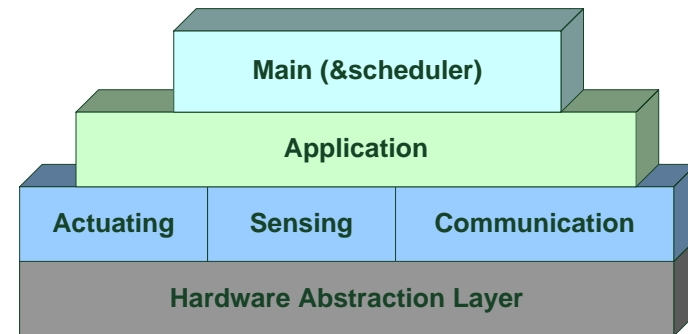 Main (&scheduler)
Application
Actuating Sensing Communication
Hardware Abstraction Layer